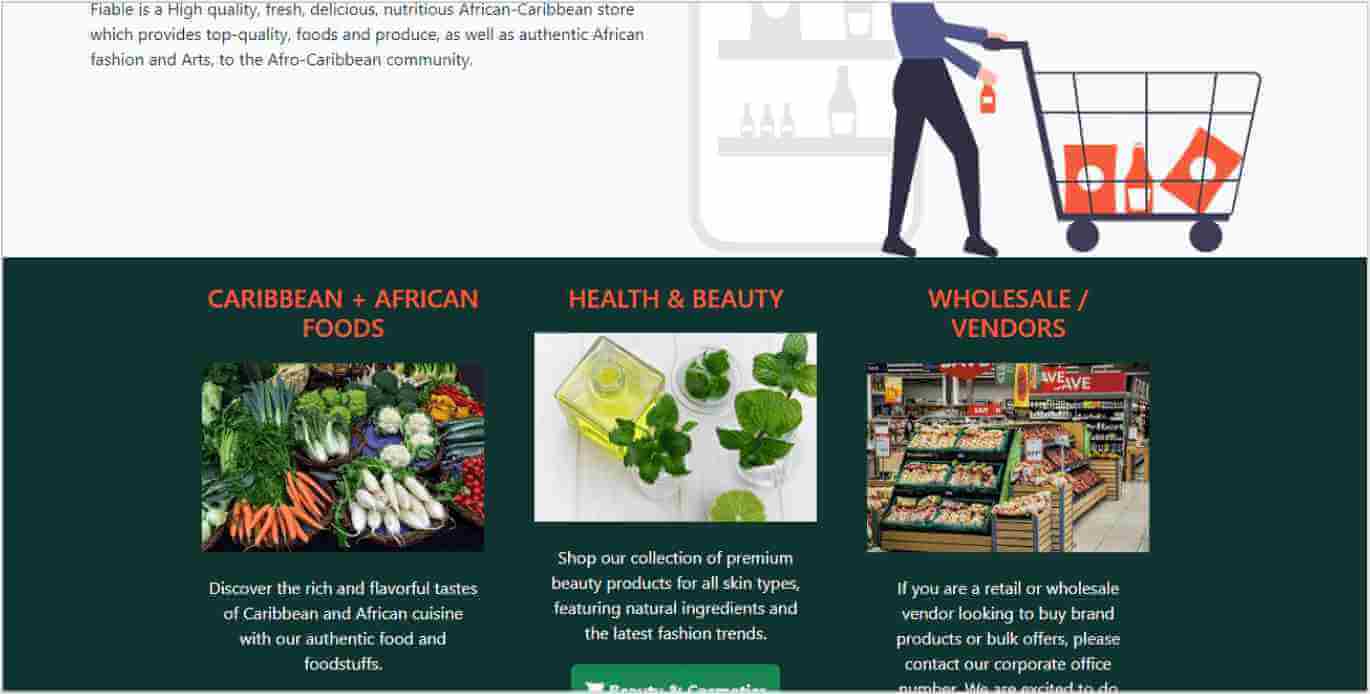 Fiable is a High quality, fresh, delicious, nutritious African-Caribbean store
which provides top-quality, foods and produce, as well as authentic African
fashion and Arts, to the Afro-Caribbean community.
CARIBBEAN + AFRICAN
FOODS
Discover the rich and flavorful tastes
of Caribbean and African cuisine
with our authentic food and
foodstuffs.
HEALTH & BEAUTY
Shop our collection of premium
beauty products for all skin types,
featuring natural ingredients and
the latest fashion trends.
Beauty & Cosmetics
WHOLESALE /
VENDORS
SAVE
SAVE
If you are a retail or wholesale
vendor looking to buy brand
products or bulk offers, please
contact our corporate office
number. We are excited to do